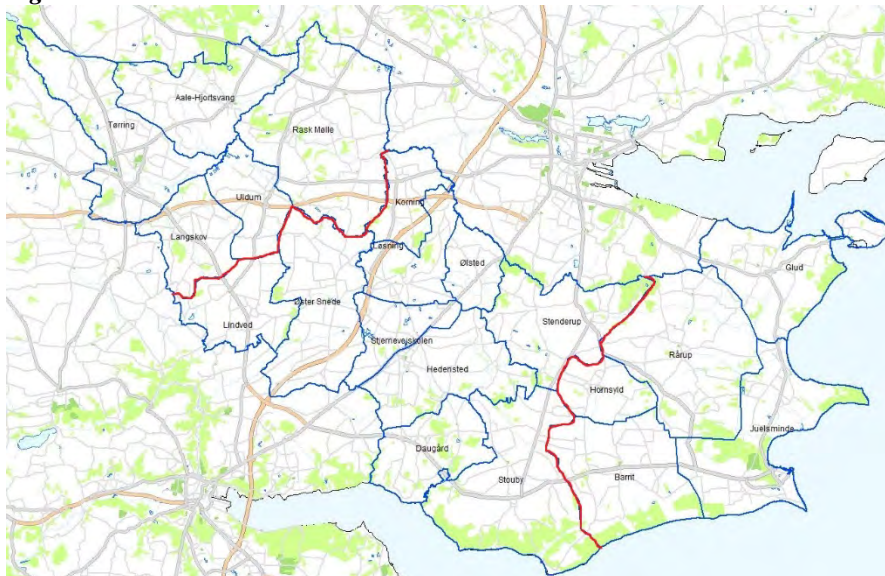 Aale-Hjortsvang
Tørring
Rask Mølle
Uldum
Korning
Langskov
Løsning
Ølsted
Glud
Øster Snede
Lindved
Stenderup
Stjernevejskolen
Rårup
Hedensted
Hornsyld
Juelsminde
Daugård
Stouby
Barrit